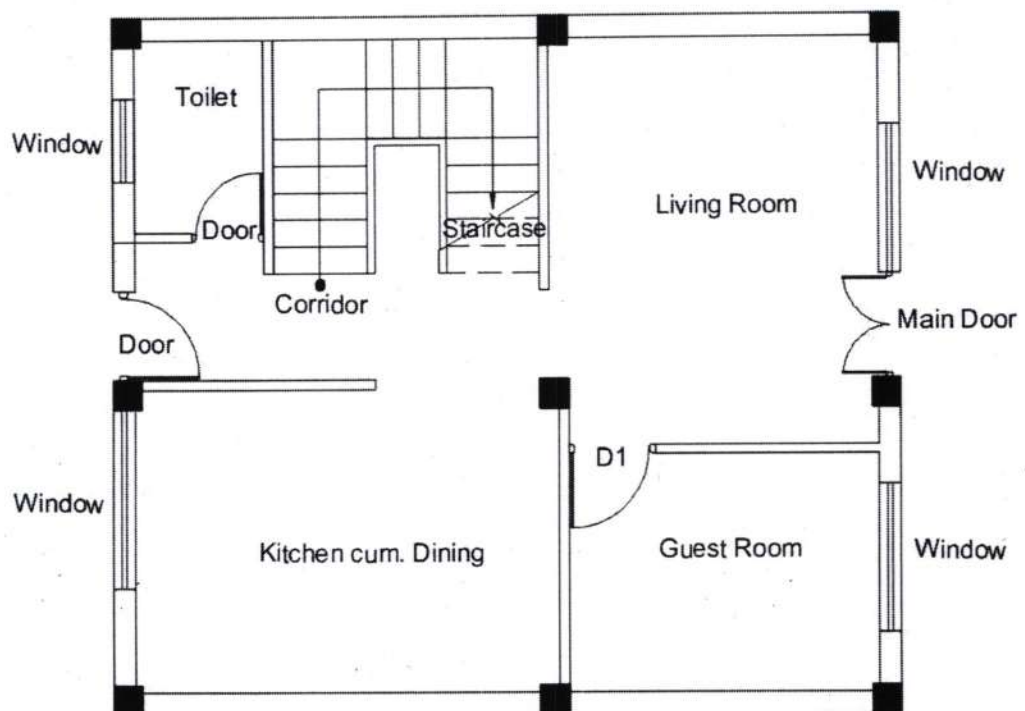 Toilet
Window
Window
Living Room
Door
Staircase
Corridor
Main Door
Door
D1
Window
Kitchen cum. Dining
Guest Room
Window